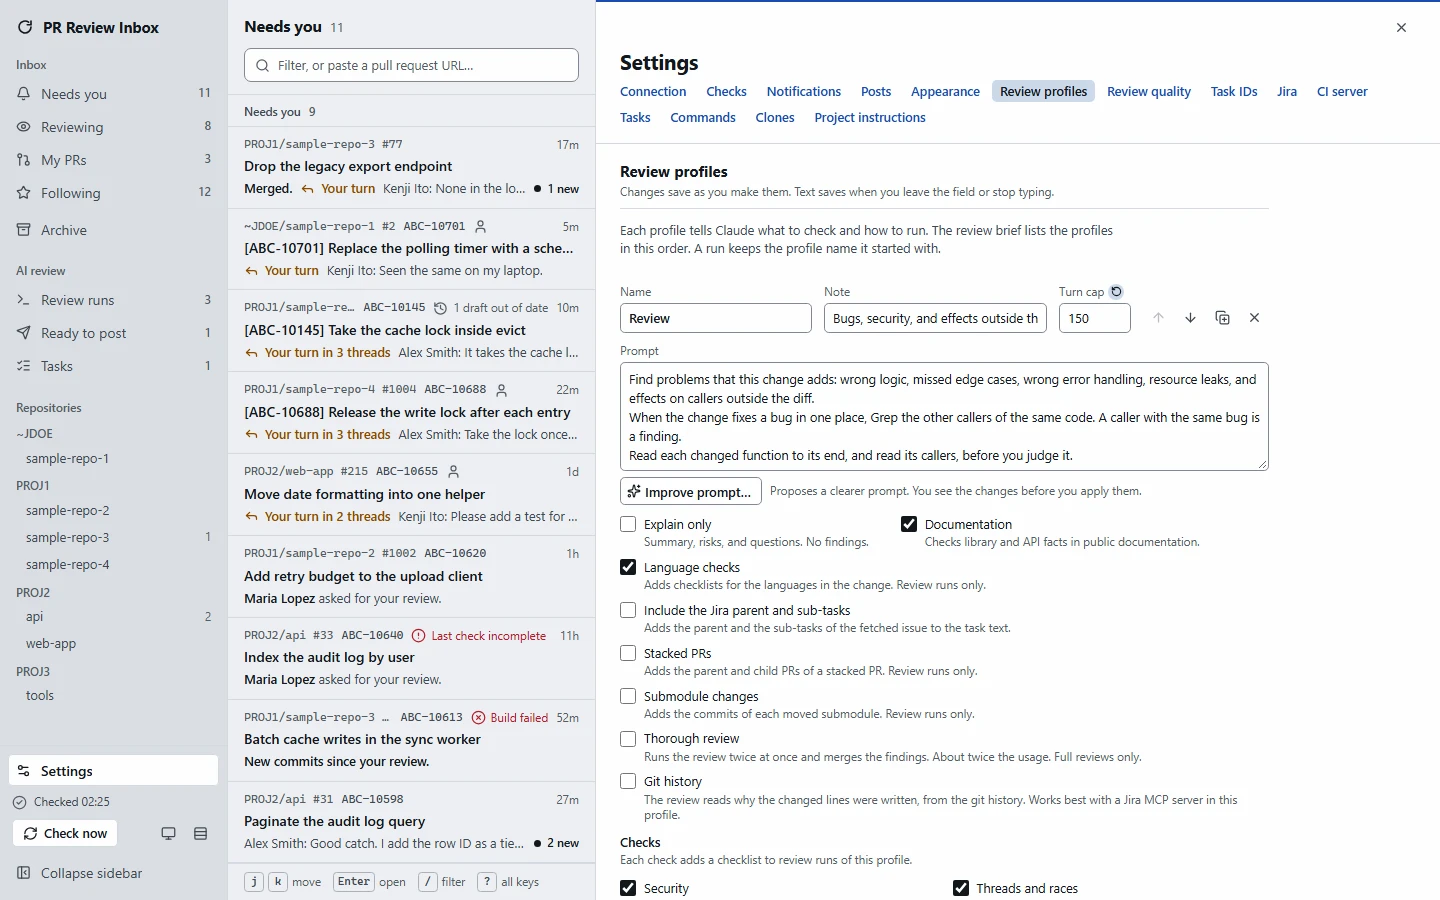 PR Review Inbox
Inbox
Needs you 11
Reviewing 8
My PRs 3
Following 12
Archive
AI review
Review runs 3
Ready to post 1
Tasks 1
Repositories
~JDOE
sample-repo-1
PROJ1
sample-repo-2
sample-repo-3 1
sample-repo-4
PROJ2
api 2
web-app
PROJ3
tools
Settings
Checked 02:25
Check now
Collapse sidebar
Needs you 11
Filter, or paste a pull request URL...
Needs you 9
PROJ1/sample-repo-3 #77 17m
Drop the legacy export endpoint
Merged. Your turn Kenji Ito: None in the lo... 1 new
~JDOE/sample-repo-1 #2 ABC-10701 5m
[ABC-10701] Replace the polling timer with a sche...
Your turn Kenji Ito: Seen the same on my laptop.
PROJ1/sample-re... ABC-10145 1 draft out of date 10m
[ABC-10145] Take the cache lock inside evict
Your turn in 3 threads Alex Smith: It takes the cache l...
PROJ1/sample-repo-4 #1004 ABC-10688 22m
[ABC-10688] Release the write lock after each entry
Your turn in 3 threads Alex Smith: Take the lock once...
PROJ2/web-app #215 ABC-10655 1d
Move date formatting into one helper
Your turn in 2 threads Kenji Ito: Please add a test for ...
PROJ1/sample-repo-2 #1002 ABC-10620 1h
Add retry budget to the upload client
Maria Lopez asked for your review.
PROJ2/api #33 ABC-10640 Last check incomplete 11h
Index the audit log by user
Maria Lopez asked for your review.
PROJ1/sample-repo-3 ... ABC-10613 Build failed 52m
Batch cache writes in the sync worker
New commits since your review.
PROJ2/api #31 ABC-10598 27m
Paginate the audit log query
Alex Smith: Good catch. I add the row ID as a tie... 2 new
j k move Enter open / filter ? all keys
Settings
Connection Checks Notifications Posts Appearance Review profiles Review quality Task IDs Jira CI server
Tasks Commands Clones Project instructions
Review profiles
Changes save as you make them. Text saves when you leave the field or stop typing.
Each profile tells Claude what to check and how to run. The review brief lists the profiles
in this order. A run keeps the profile name it started with.
Name Note Turn cap
Review Bugs, security, and effects outside th 150
Prompt
Find problems that this change adds: wrong logic, missed edge cases, wrong error handling, resource leaks, and
effects on callers outside the diff.
When the change fixes a bug in one place, Grep the other callers of the same code. A caller with the same bug is
a finding.
Read each changed function to its end, and read its callers, before you judge it.
Improve prompt... Proposes a clearer prompt. You see the changes before you apply them.
Explain only Documentation
Summary, risks, and questions. No findings. Checks library and API facts in public documentation.
Language checks
Adds checklists for the languages in the change. Review runs only.
Include the Jira parent and sub-tasks
Adds the parent and the sub-tasks of the fetched issue to the task text.
Stacked PRs
Adds the parent and child PRs of a stacked PR. Review runs only.
Submodule changes
Adds the commits of each moved submodule. Review runs only.
Thorough review
Runs the review twice at once and merges the findings. About twice the usage. Full reviews only.
Git history
The review reads why the changed lines were written, from the git history. Works best with a Jira MCP server in this
profile.
Checks
Each check adds a checklist to review runs of this profile.
Security Threads and races